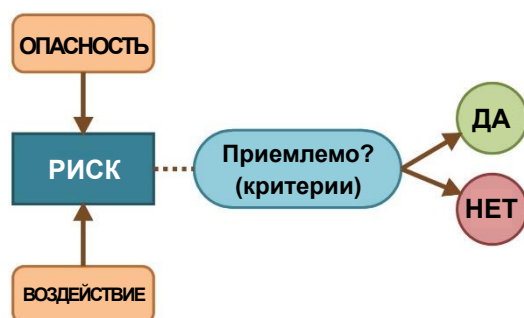 ОПАСНОСТЬ
РИСК
ВОЗДЕЙСТВИЕ
Приемлемо?
(критерии)
ДА
НЕТ